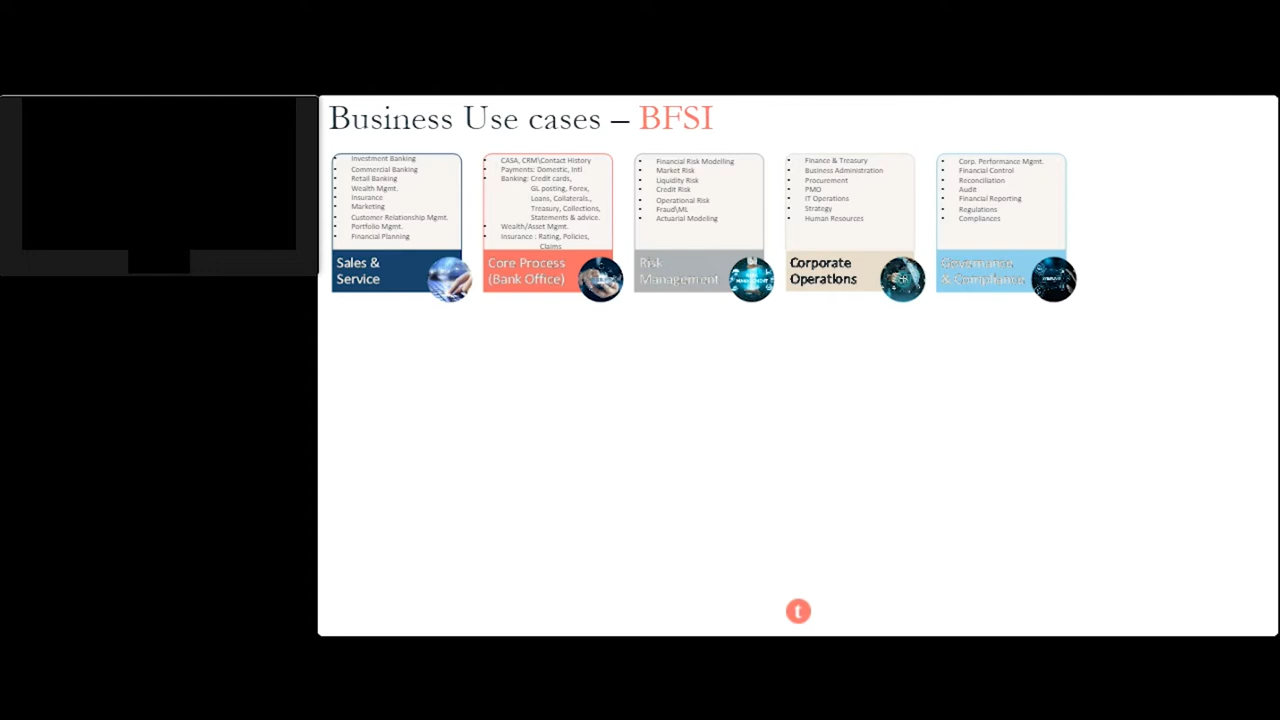 Business Use cases – BFSI
Investment Banking
Commercial Banking
Retail Banking
Wealth Mgmt.
Insurance
Marketing
Customer Relationship Mgmt.
Portfolio Mgmt.
Financial Planning
Sales &
Service
CASA, CRM\Contact History
Payments: Domestic, Intl
Banking: Credit cards,
GL posting, Forex,
Loans, Collaterals.,
Treasury, Collections,
Statements & advice.
Wealth/Asset Mgmt.
Insurance : Rating, Policies,
Claims
Core Process
(Bank Office)
Financial Risk Modelling
Market Risk
Liquidity Risk
Credit Risk
Operational Risk
Fraud\ML
Actuarial Modeling
Risk
Management
Finance & Treasury
Business Administration
Procurement
PMO
IT Operations
Strategy
Human Resources
Corporate
Operations
Corp. Performance Mgmt.
Financial Control
Reconciliation
Audit
Financial Reporting
Regulations
Compliances
Governance
& Compliance
t